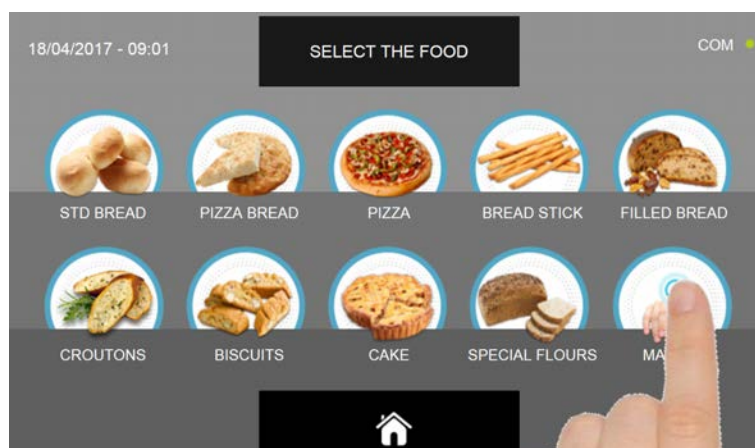 18/04/2017 - 09:01
SELECT THE FOOD
COM
STD BREAD
PIZZA BREAD
PIZZA
BREAD STICK
FILLED BREAD
CROUTONS
BISCUITS
CAKE
SPECIAL FLOURS